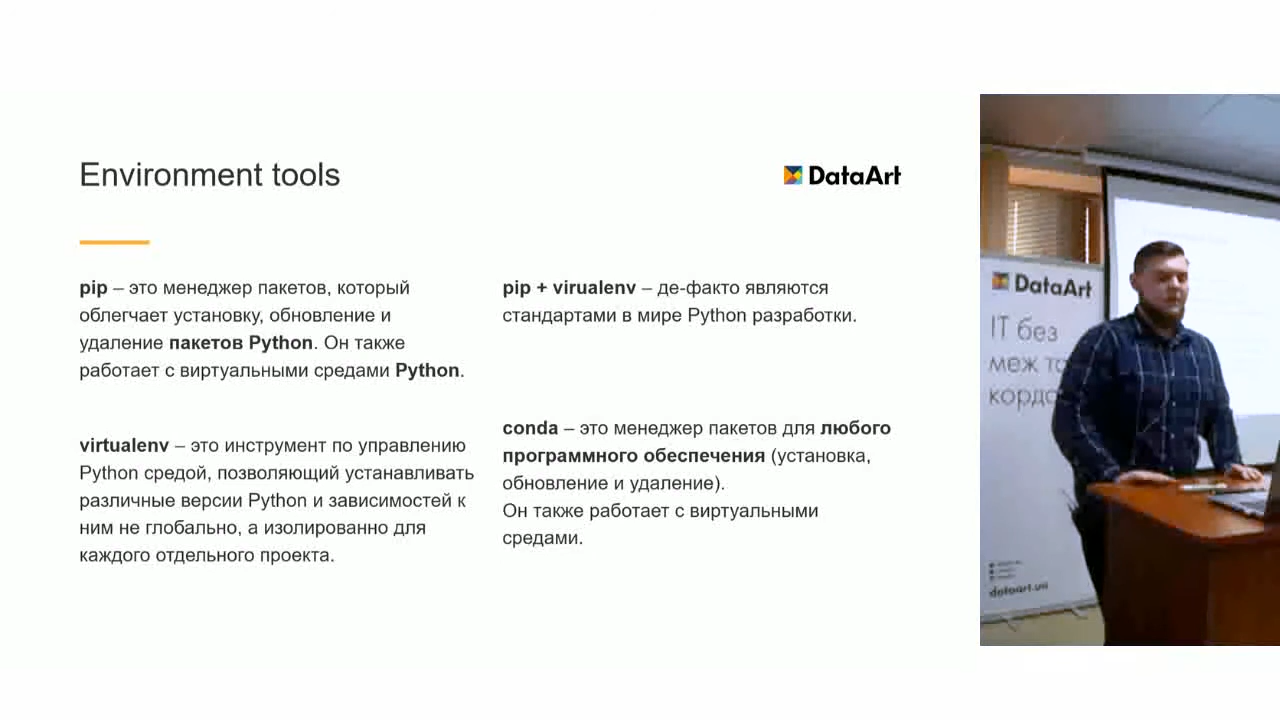 Environment tools
DataArt
pip – это менеджер пакетов, который
облегчает установку, обновление и
удаление пакетов Python. Он также
работает с виртуальными средами Python.
virtualenv – это инструмент по управлению
Python средой, позволяющий устанавливать
различные версии Python и зависимостей к
ним не глобально, а изолированно для
каждого отдельного проекта.
pip + virualenv – де-факто являются
стандартами в мире Python разработки.
conda – это менеджер пакетов для любого
программного обеспечения (установка,
обновление и удаление).
Он также работает с виртуальными
средами.
DataArt
IT без
меж та
кордо
dataart.ua